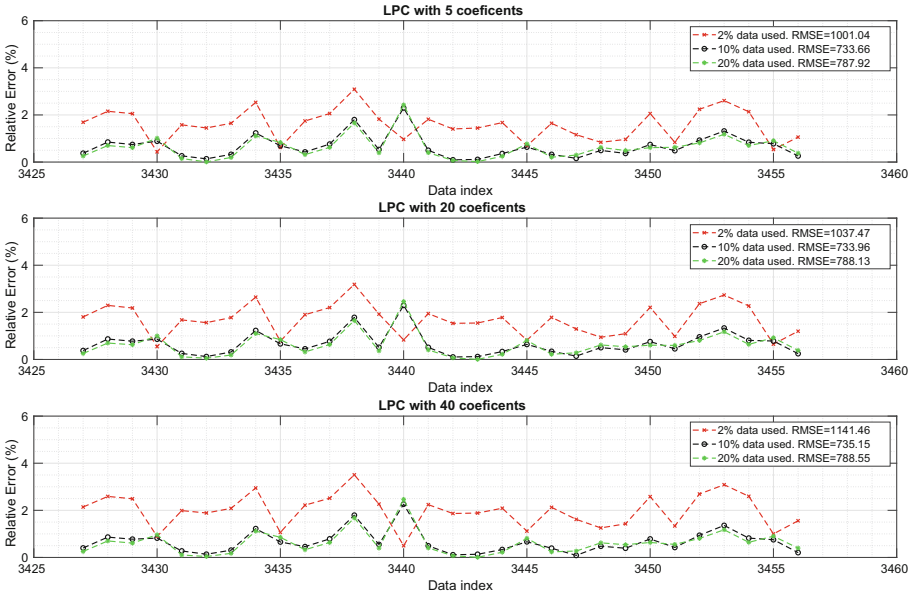 LPC with 5 coeficents
6
4
2
0
Relative Error (%)
2% data used. RMSE=1001.04
10% data used. RMSE=733.66
20% data used. RMSE=787.92
3425 3430 3435 3440 3445 3450 3455 3460
Data index
LPC with 20 coeficents
6
4
2
0
Relative Error (%)
2% data used. RMSE=1037.47
10% data used. RMSE=733.96
20% data used. RMSE=788.13
3425 3430 3435 3440 3445 3450 3455 3460
Data index
LPC with 40 coeficents
6
4
2
0
Relative Error (%)
2% data used. RMSE=1141.46
10% data used. RMSE=735.15
20% data used. RMSE=788.55
3425 3430 3435 3440 3445 3450 3455 3460
Data index